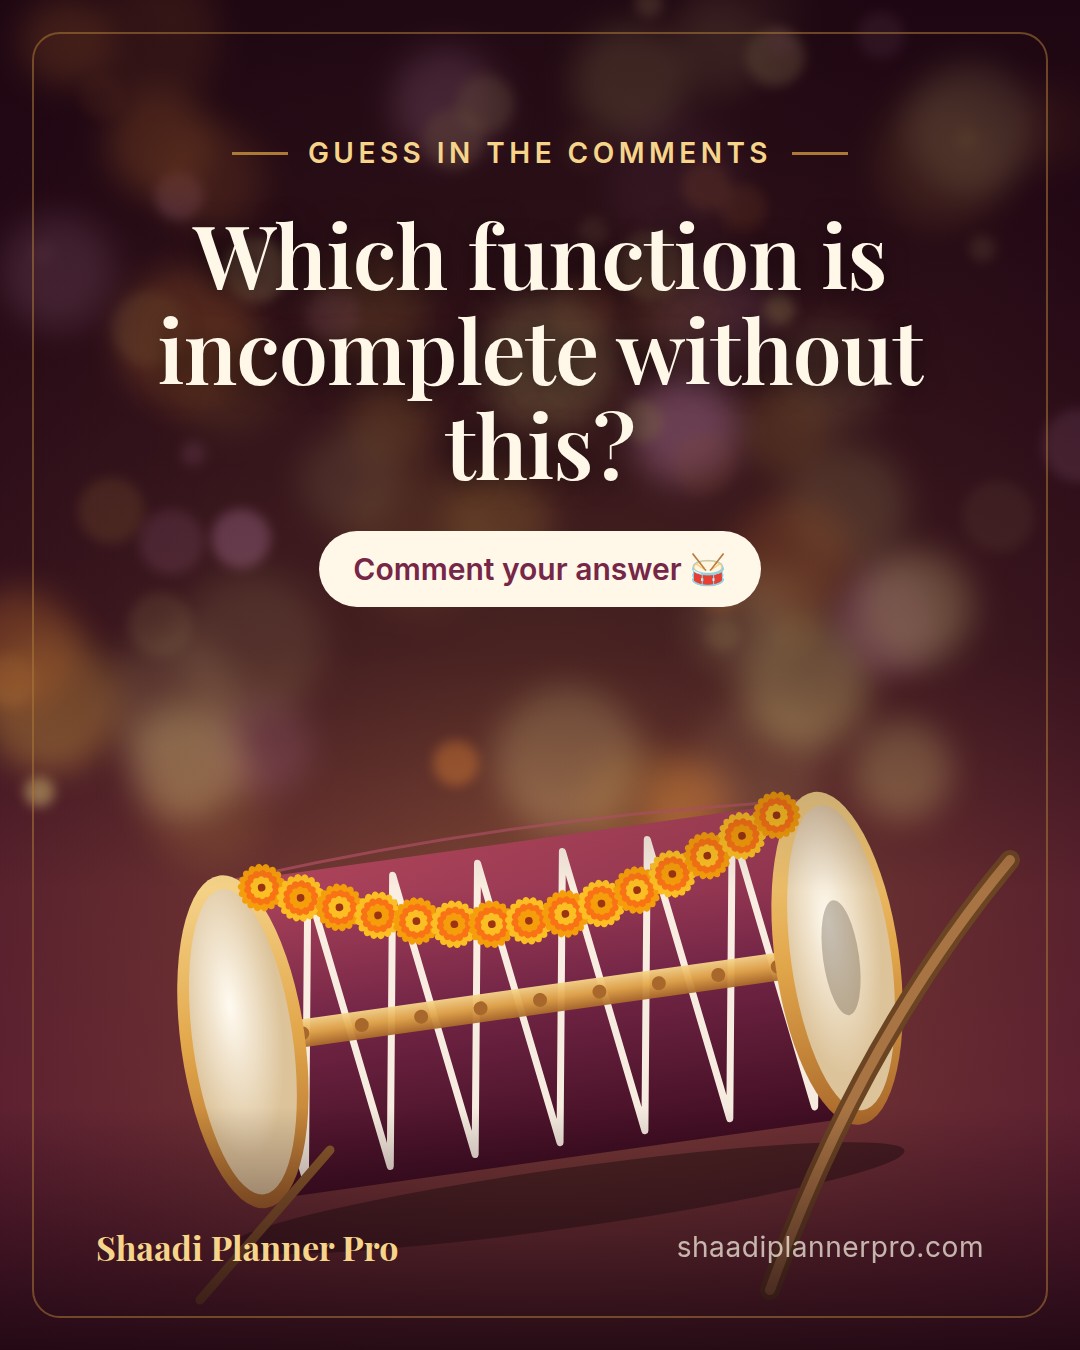 GUESS IN THE COMMENTS
Which function is
incomplete without
this?
Comment your answer 🥁
Shaadi Planner Pro
shaadiplannerpro.com